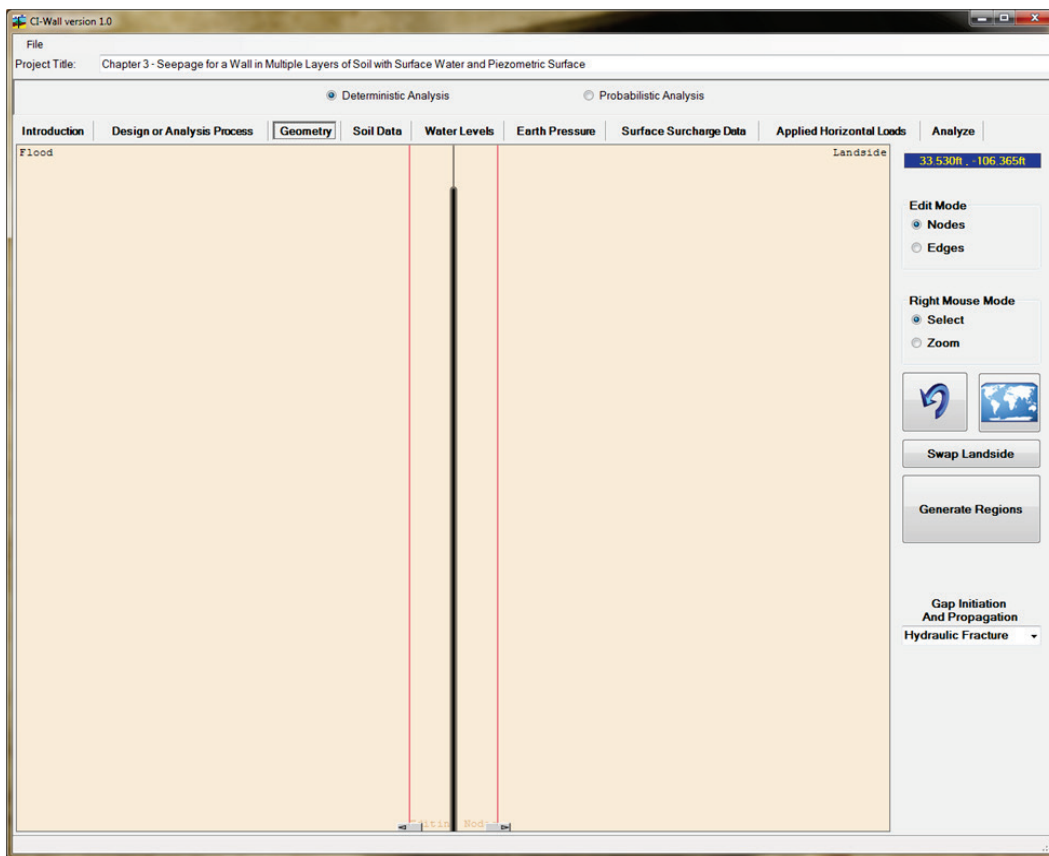 CI-Wall version 1.0
File
Project Title: Chapter 3 - Seepage for a Wall in Multiple Layers of Soil with Surface Water and Piezometric Surface
Deterministic Analysis Probabilistic Analysis
Introduction Design or Analysis Process Geometry Soil Data Water Levels Earth Pressure Surface Surcharge Data Applied Horizontal Loads Analyze
Flood Landside
33.530ft , -106.365ft
Edit Mode
Nodes
Edges
Right Mouse Mode
Select
Zoom
Swap Landside
Generate Regions
Gap Initiation
And Propagation
Hydraulic Fracture